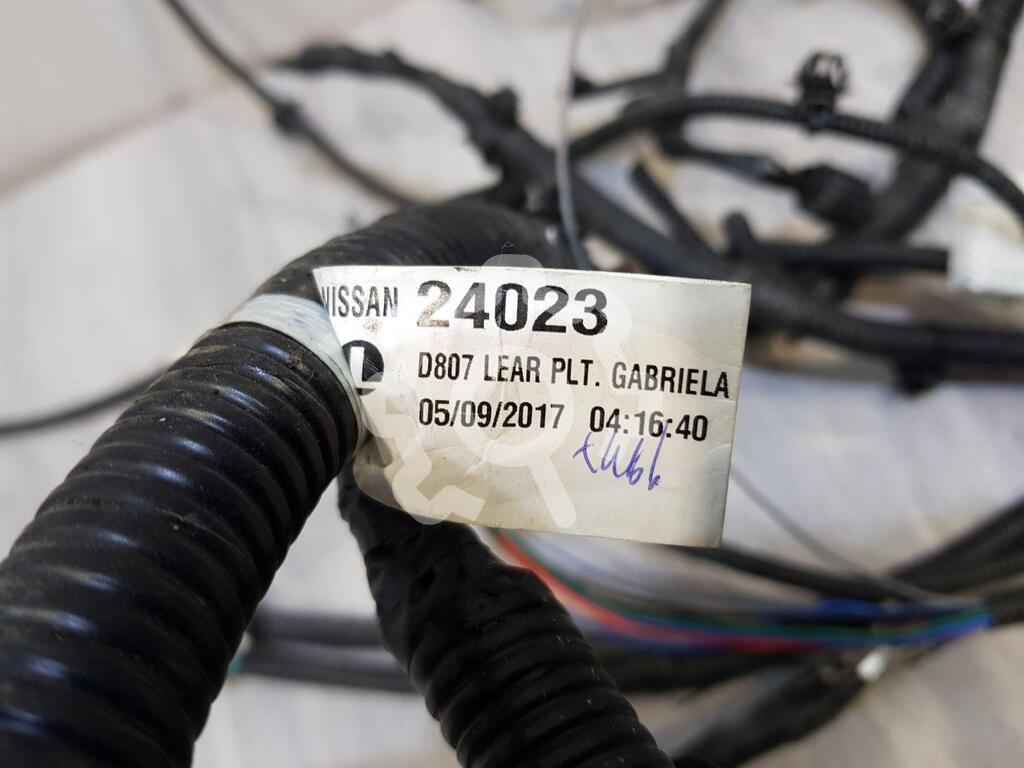 NISSAN 24023
L
D807 LEAR PLT. GABRIELA
05/09/2017 04:16:40